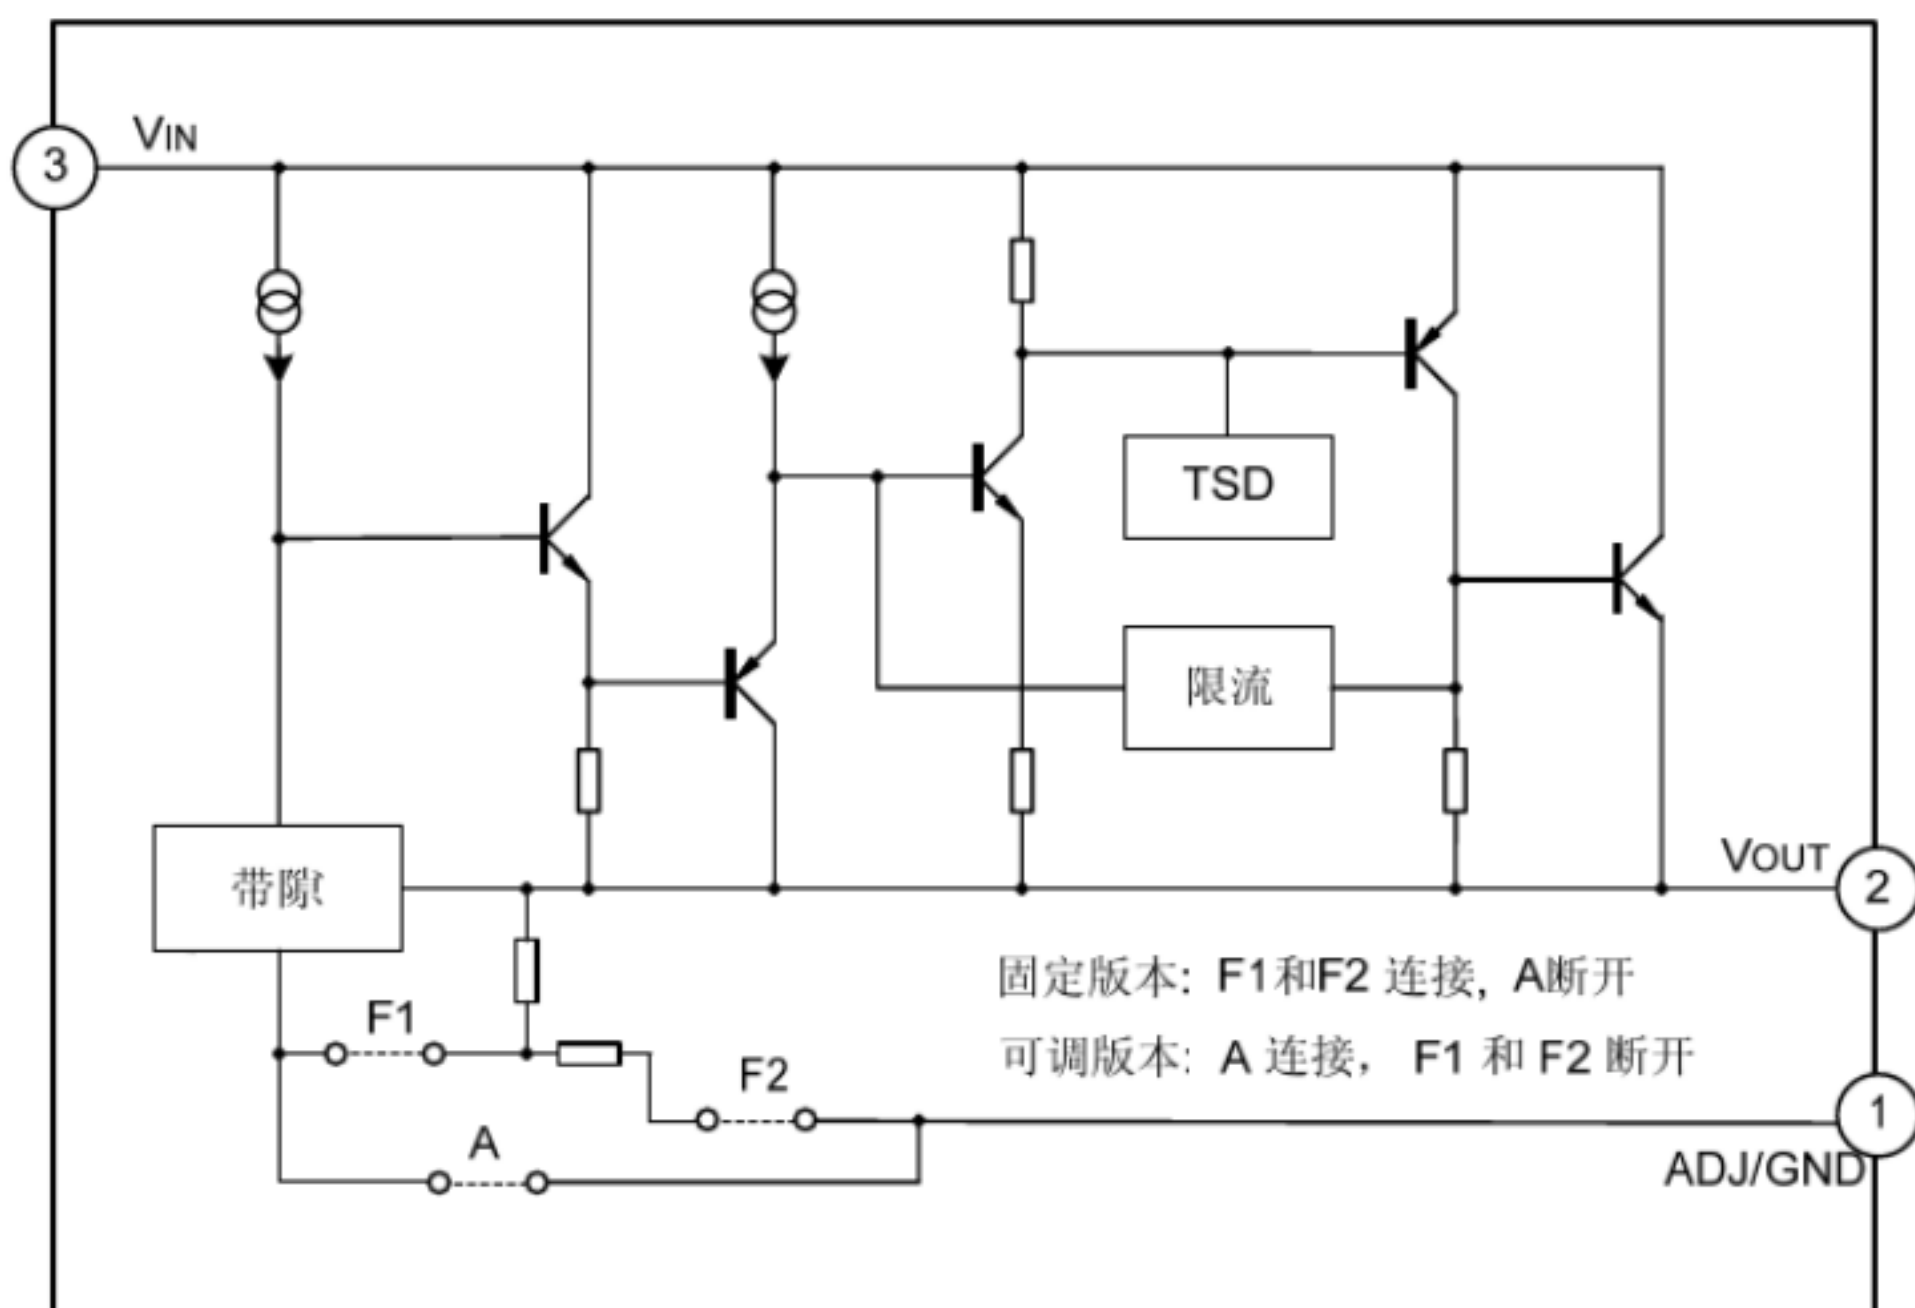 3
VIN
TSD
限流
带隙
VOUT
2
固定版本: F1和F2 连接, A断开
可调版本: A 连接, F1 和 F2 断开
F1
F2
A
1
ADJ/GND